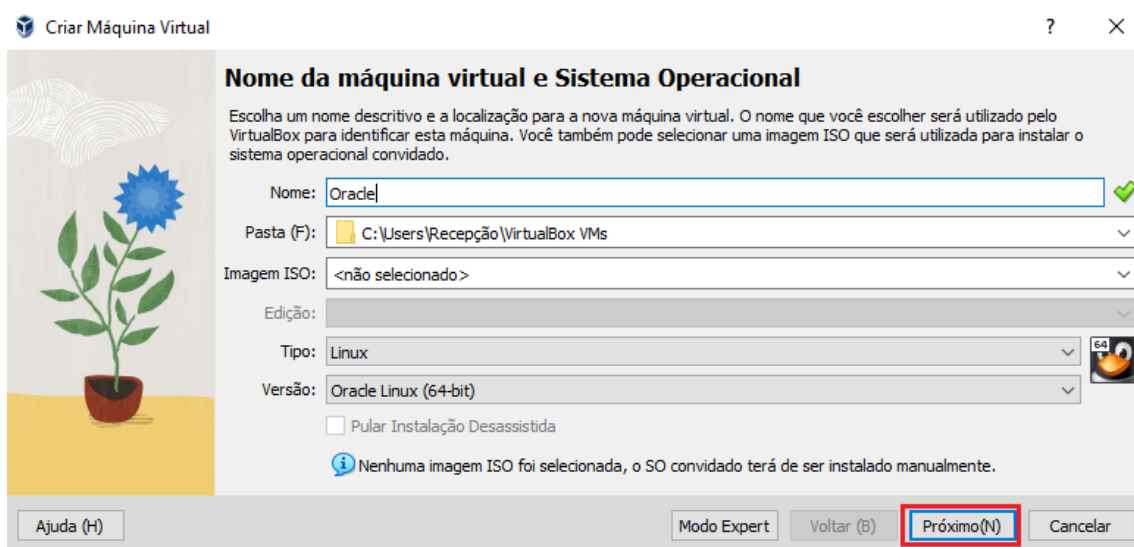 Criar Máquina Virtual
?
Nome da máquina virtual e Sistema Operacional
Escolha um nome descritivo e a localização para a nova máquina virtual. O nome que você escolher será utilizado pelo
VirtualBox para identificar esta máquina. Você também pode selecionar uma imagem ISO que será utilizada para instalar o
sistema operacional convidado.
Nome: Oracle
Pasta (F): C:\Users\Recepção\VirtualBox VMs
Imagem ISO: <não selecionado>
Edição:
Tipo: Linux
64
Versão: Oracle Linux (64-bit)
Pular Instalação Desassistida
Nenhuma imagem ISO foi selecionada, o SO convidado terá de ser instalado manualmente.
Ajuda (H) Modo Expert Voltar (B) Próximo(N) Cancelar